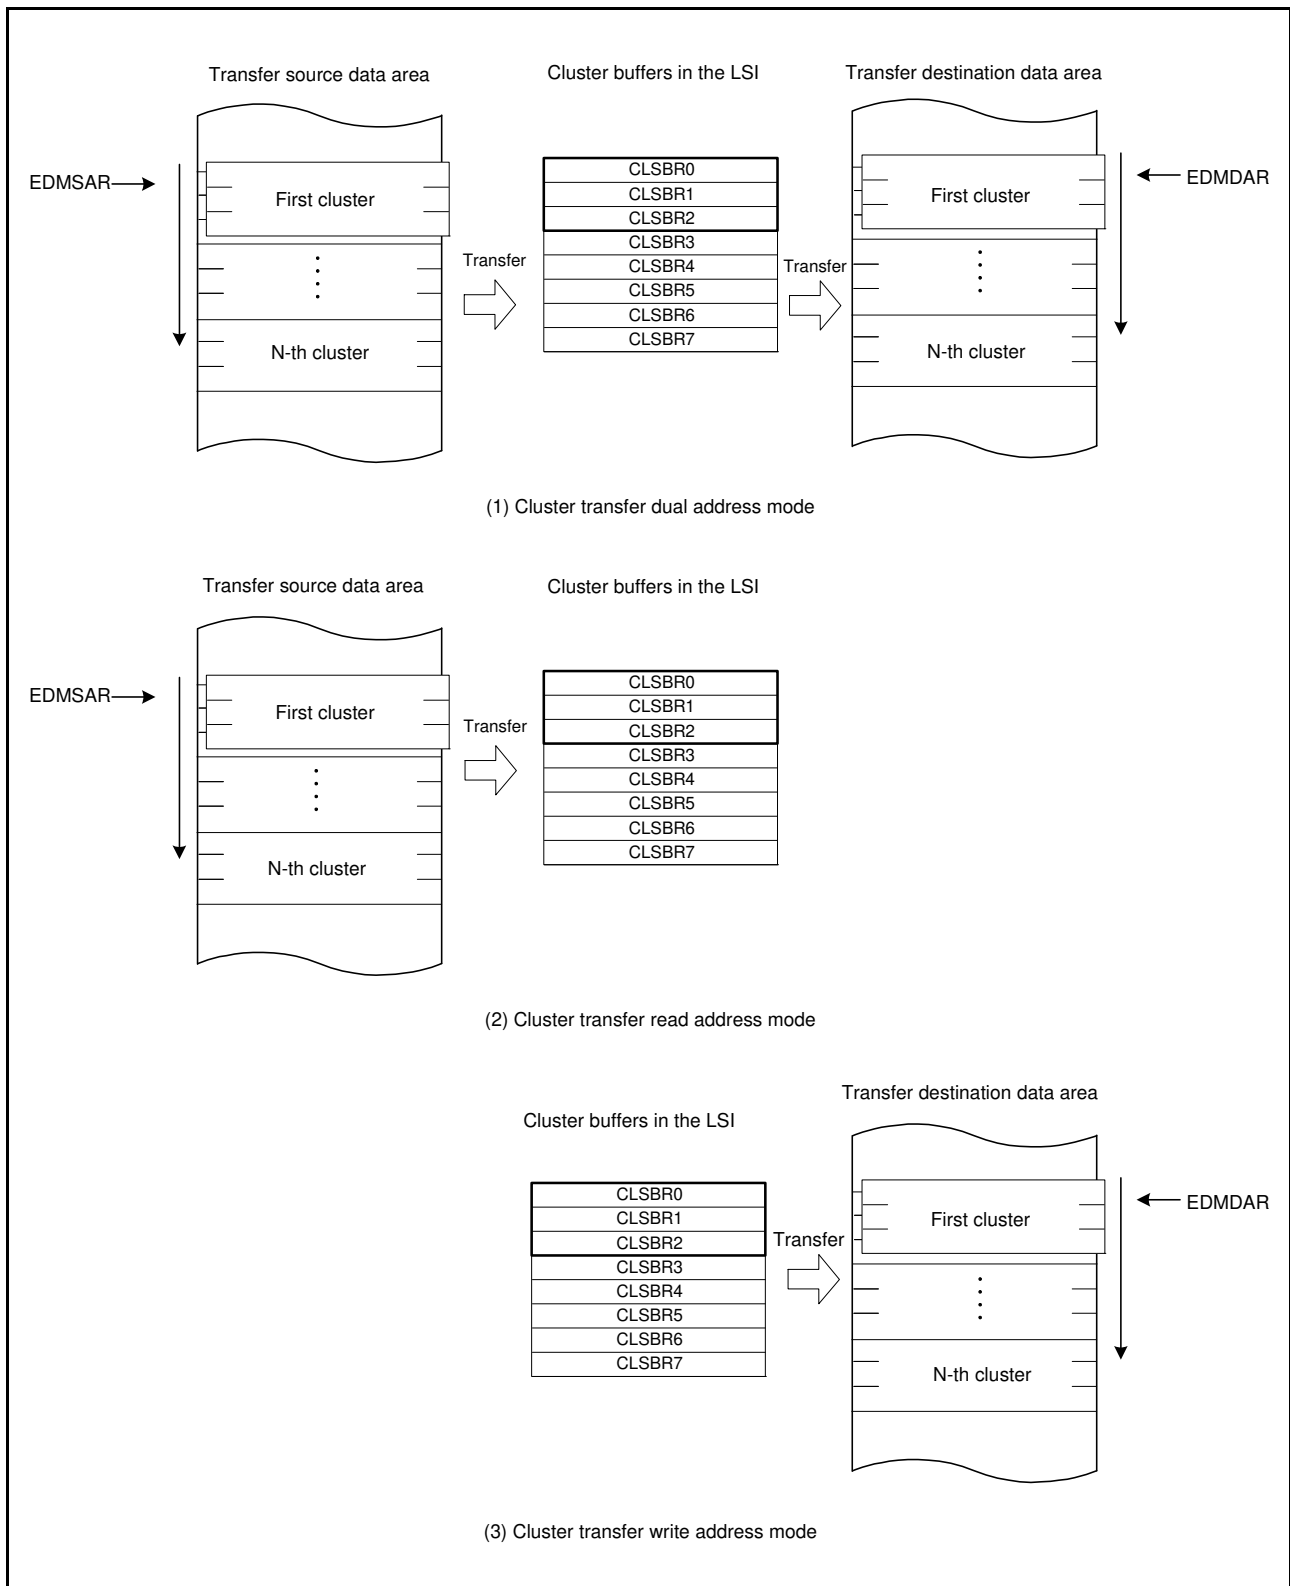 Transfer source data area
Cluster buffers in the LSI
Transfer destination data area
EDMSAR
First cluster
N-th cluster
Transfer
CLSBR0
CLSBR1
CLSBR2
CLSBR3
CLSBR4
CLSBR5
CLSBR6
CLSBR7
Transfer
First cluster
N-th cluster
EDMDAR
(1) Cluster transfer dual address mode
Transfer source data area
Cluster buffers in the LSI
EDMSAR
First cluster
N-th cluster
Transfer
CLSBR0
CLSBR1
CLSBR2
CLSBR3
CLSBR4
CLSBR5
CLSBR6
CLSBR7
(2) Cluster transfer read address mode
Cluster buffers in the LSI
Transfer destination data area
CLSBR0
CLSBR1
CLSBR2
CLSBR3
CLSBR4
CLSBR5
CLSBR6
CLSBR7
Transfer
First cluster
N-th cluster
EDMDAR
(3) Cluster transfer write address mode